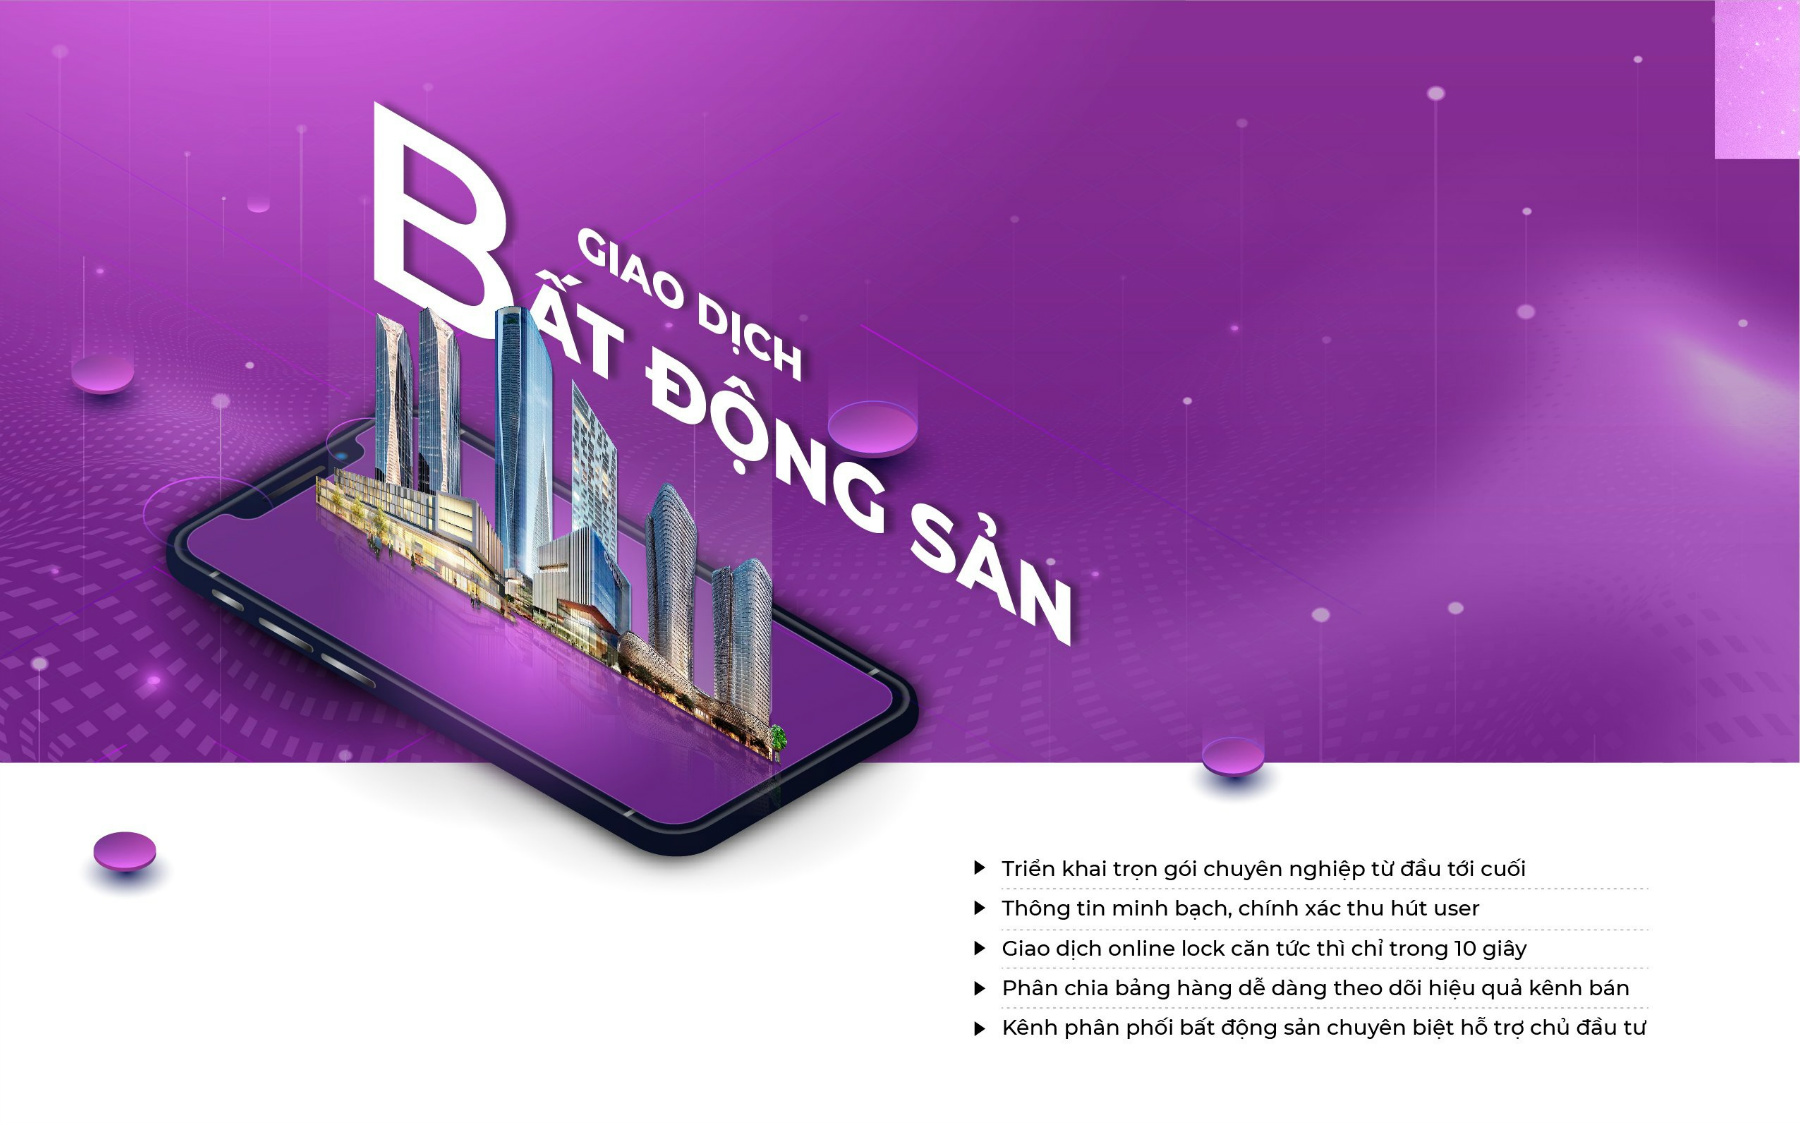 GIAO DỊCH
BẤT ĐỘNG SẢN
Triển khai trọn gói chuyên nghiệp từ đầu tới cuối
Thông tin minh bạch, chính xác thu hút user
Giao dịch online lock căn tức thì chỉ trong 10 giây
Phân chia bảng hàng dễ dàng theo dõi hiệu quả kênh bán
Kênh phân phối bất động sản chuyên biệt hỗ trợ chủ đầu tư